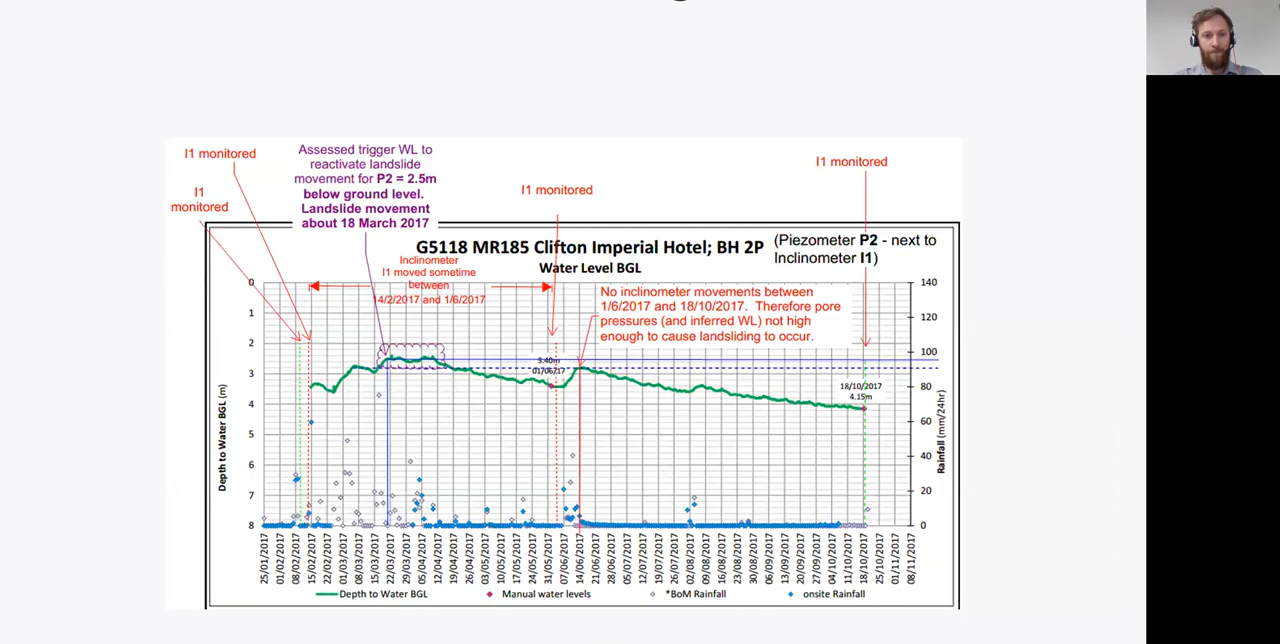 I1 monitored
I1
monitored
Assessed trigger WL to
reactivate landslide
movement for P2 = 2.5m
below ground level.
Landslide movement
about 18 March 2017
I1 monitored
I1 monitored
G5118 MR185 Clifton Imperial Hotel; BH 2P
Water Level BGL
(Piezometer P2 - next to
Inclinometer I1)
Inclinometer
I1 moved sometime
between
14/2/2017 and 1/6/2017
No inclinometer movements between
1/6/2017 and 18/10/2017. Therefore pore
pressures (and inferred WL) not high
enough to cause landsliding to occur.
3.40m
01/06/17
18/10/2017
4.15m
Depth to Water BGL (m)
0
1
2
3
4
5
6
7
8
140
120
100
80
60
40
20
0
Rainfall (mm/24hr)
25/01/2017
01/02/2017
08/02/2017
15/02/2017
22/02/2017
01/03/2017
08/03/2017
15/03/2017
22/03/2017
29/03/2017
05/04/2017
12/04/2017
19/04/2017
26/04/2017
03/05/2017
10/05/2017
17/05/2017
24/05/2017
31/05/2017
07/06/2017
14/06/2017
21/06/2017
28/06/2017
05/07/2017
12/07/2017
19/07/2017
26/07/2017
02/08/2017
09/08/2017
16/08/2017
23/08/2017
30/08/2017
06/09/2017
13/09/2017
20/09/2017
27/09/2017
04/10/2017
11/10/2017
18/10/2017
25/10/2017
01/11/2017
08/11/2017
Depth to Water BGL
Manual water levels
*BoM Rainfall
onsite Rainfall